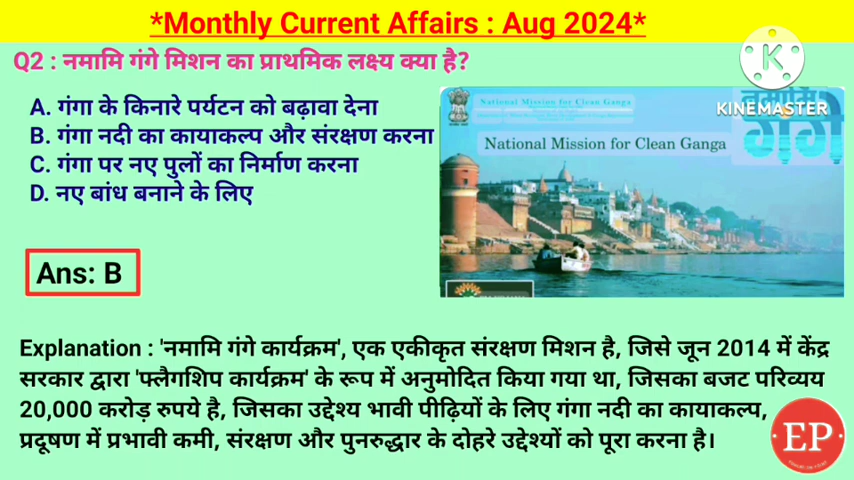 *Monthly Current Affairs : Aug 2024*
Q2 : नमामि गंगे मिशन का प्राथमिक लक्ष्य क्या है?
A. गंगा के किनारे पर्यटन को बढ़ावा देना
B. गंगा नदी का कायाकल्प और संरक्षण करना
C. गंगा पर नए पुलों का निर्माण करना
D. नए बांध बनाने के लिए
National Mission for Clean Ganga
नमामि
गंगे
KINEMASTER
National Mission for Clean Ganga
Ans: B
Explanation : 'नमामि गंगे कार्यक्रम', एक एकीकृत संरक्षण मिशन है, जिसे जून 2014 में केंद्र
सरकार द्वारा 'फ्लैगशिप कार्यक्रम' के रूप में अनुमोदित किया गया था, जिसका बजट परिव्यय
20,000 करोड़ रुपये है, जिसका उद्देश्य भावी पीढ़ियों के लिए गंगा नदी का कायाकल्प,
प्रदूषण में प्रभावी कमी, संरक्षण और पुनरुद्धार के दोहरे उद्देश्यों को पूरा करना है।
EP